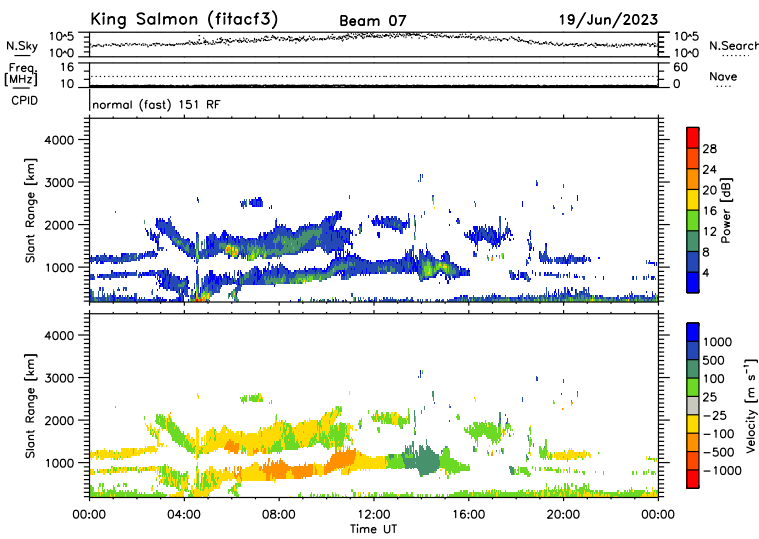 King Salmon (fitacf3) Beam 07 19/Jun/2023
N.Sky 10^5 10^0 10^5 10^0 N.Search
Freq [MHz] 16 10 60 0 Nave
CPID normal (fast) 151 RF
Slant Range [km]
4000
3000
2000
1000
Power [dB]
28
24
20
16
12
8
4
Slant Range [km]
4000
3000
2000
1000
Velocity [m s⁻¹]
1000
500
100
25
−25
−100
−500
−1000
00:00 04:00 08:00 12:00 16:00 20:00 00:00
Time UT